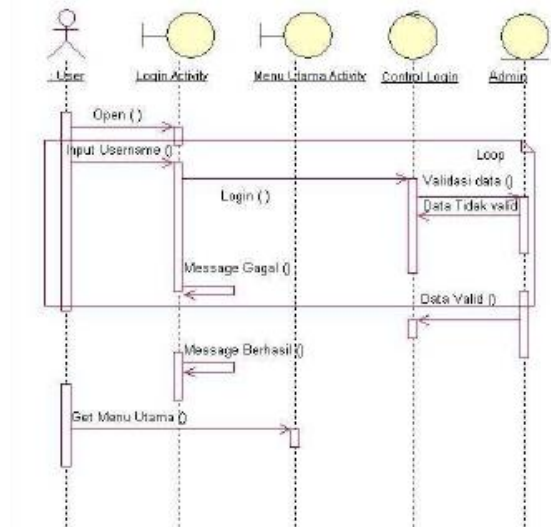 : User
Login Activity
Menu Utama Activity
Control Login
Admin
Open ( )
Input Username ()
Loop
Validasi data ()
Login ( )
Data Tidak valid
Message Gagal ()
Data Valid ()
Message Berhasil ()
Get Menu Utama ()